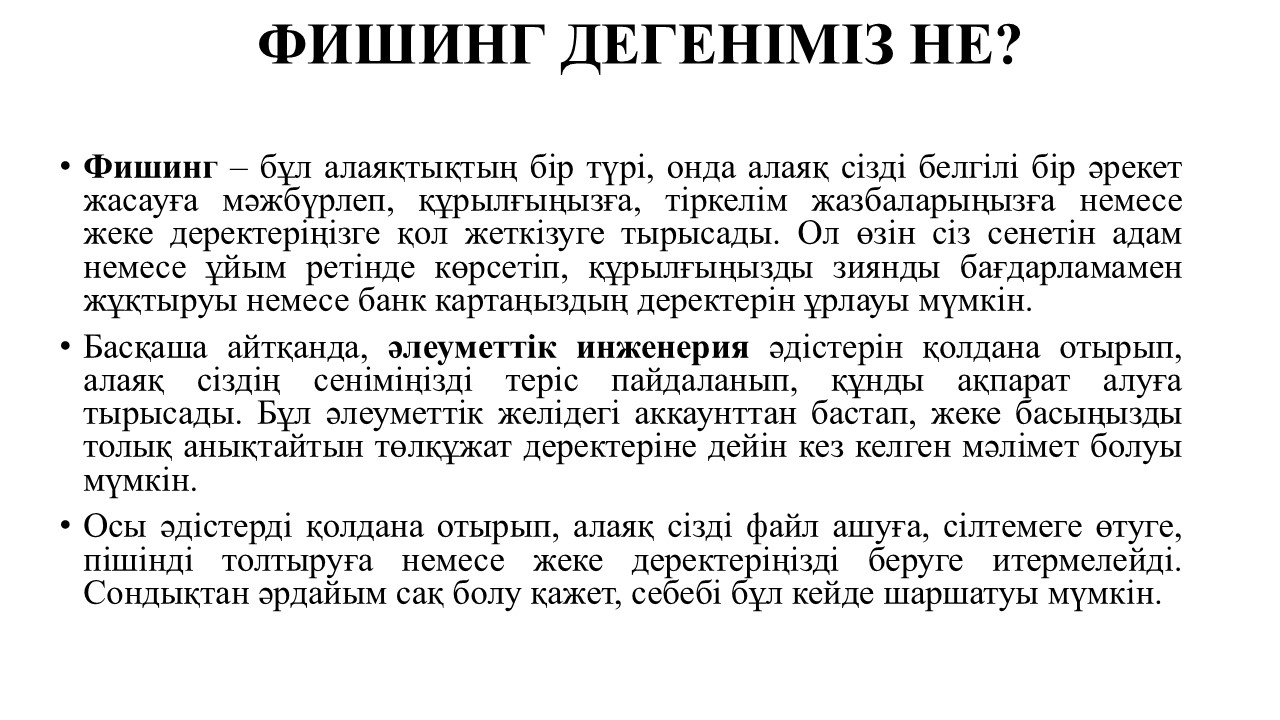 ФИШИНГ ДЕГЕНІМІЗ НЕ?
• Фишинг – бұл алаяқтықтың бір түрі, онда алаяқ сізді белгілі бір әрекет
жасауға мәжбүрлеп, құрылғыңызға, тіркелім жазбаларыңызға немесе
жеке деректеріңізге қол жеткізуге тырысады. Ол өзін сіз сенетін адам
немесе ұйым ретінде көрсетіп, құрылғыңызды зиянды бағдарламамен
жұқтыруы немесе банк картаңыздың деректерін ұрлауы мүмкін.
• Басқаша айтқанда, әлеуметтік инженерия әдістерін қолдана отырып,
алаяқ сіздің сеніміңізді теріс пайдаланып, құнды ақпарат алуға
тырысады. Бұл әлеуметтік желідегі аккаунттан бастап, жеке басыңызды
толық анықтайтын төлқұжат деректеріне дейін кез келген мәлімет болуы
мүмкін.
• Осы әдістерді қолдана отырып, алаяқ сізді файл ашуға, сілтемеге өтуге,
пішінді толтыруға немесе жеке деректеріңізді беруге итермелейді.
Сондықтан әрдайым сақ болу қажет, себебі бұл кейде шаршатуы мүмкін.